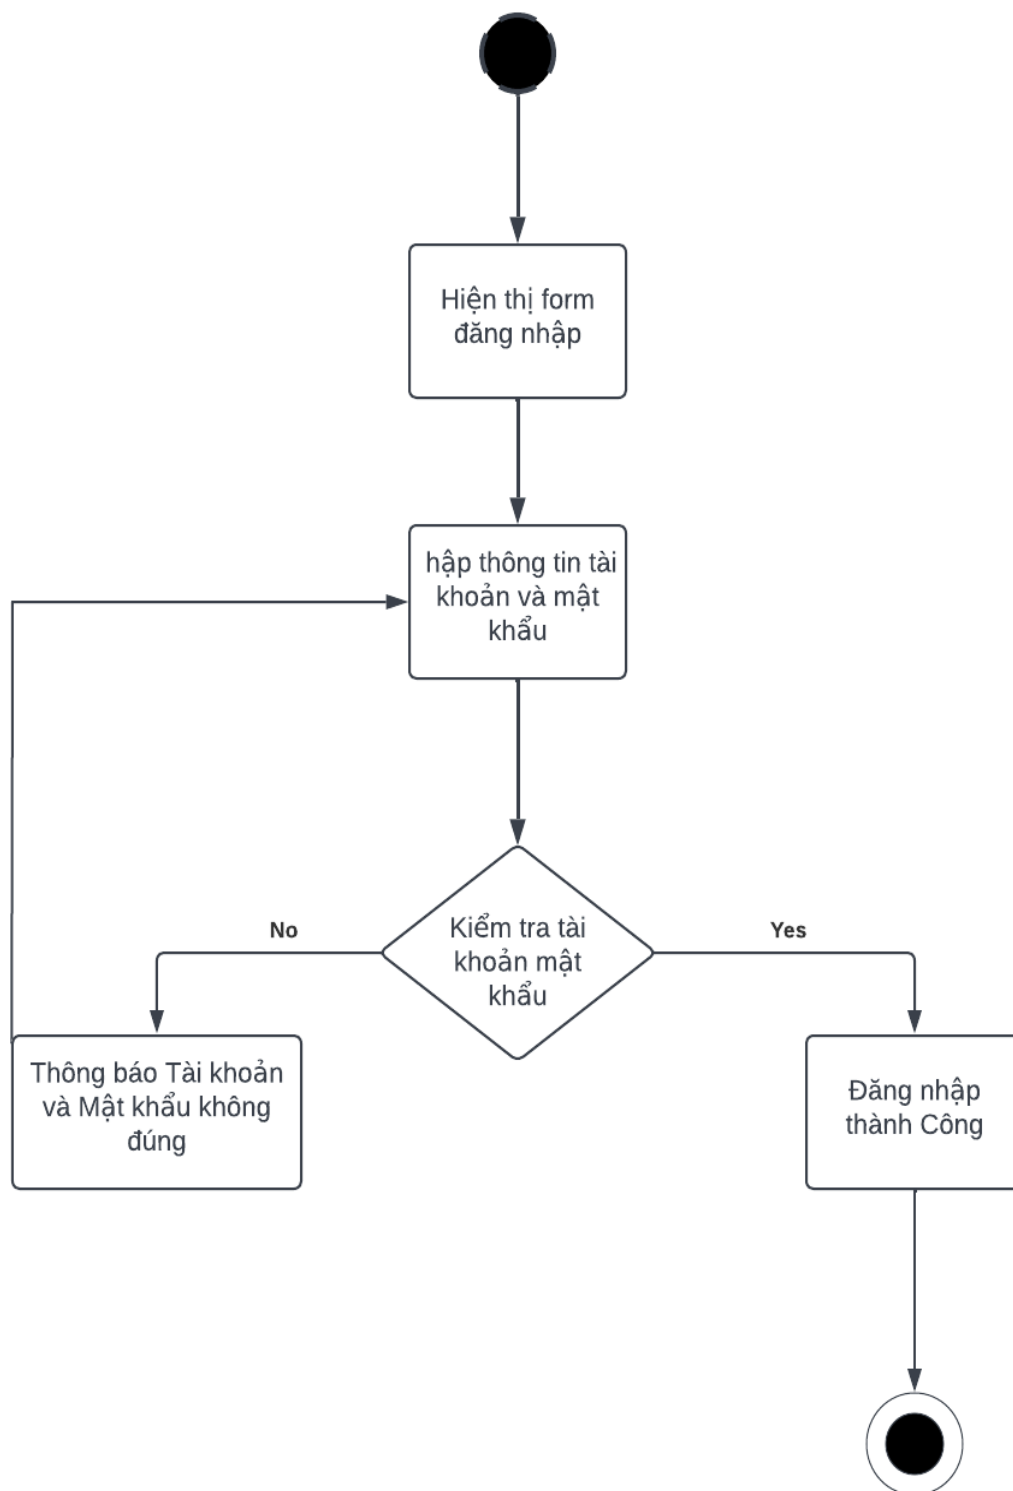 Hiện thị form
đăng nhập
hập thông tin tài
khoản và mật
khẩu
No
Kiểm tra tài
khoản mật
khẩu
Yes
Thông báo Tài khoản
và Mật khẩu không
đúng
Đăng nhập
thành Công